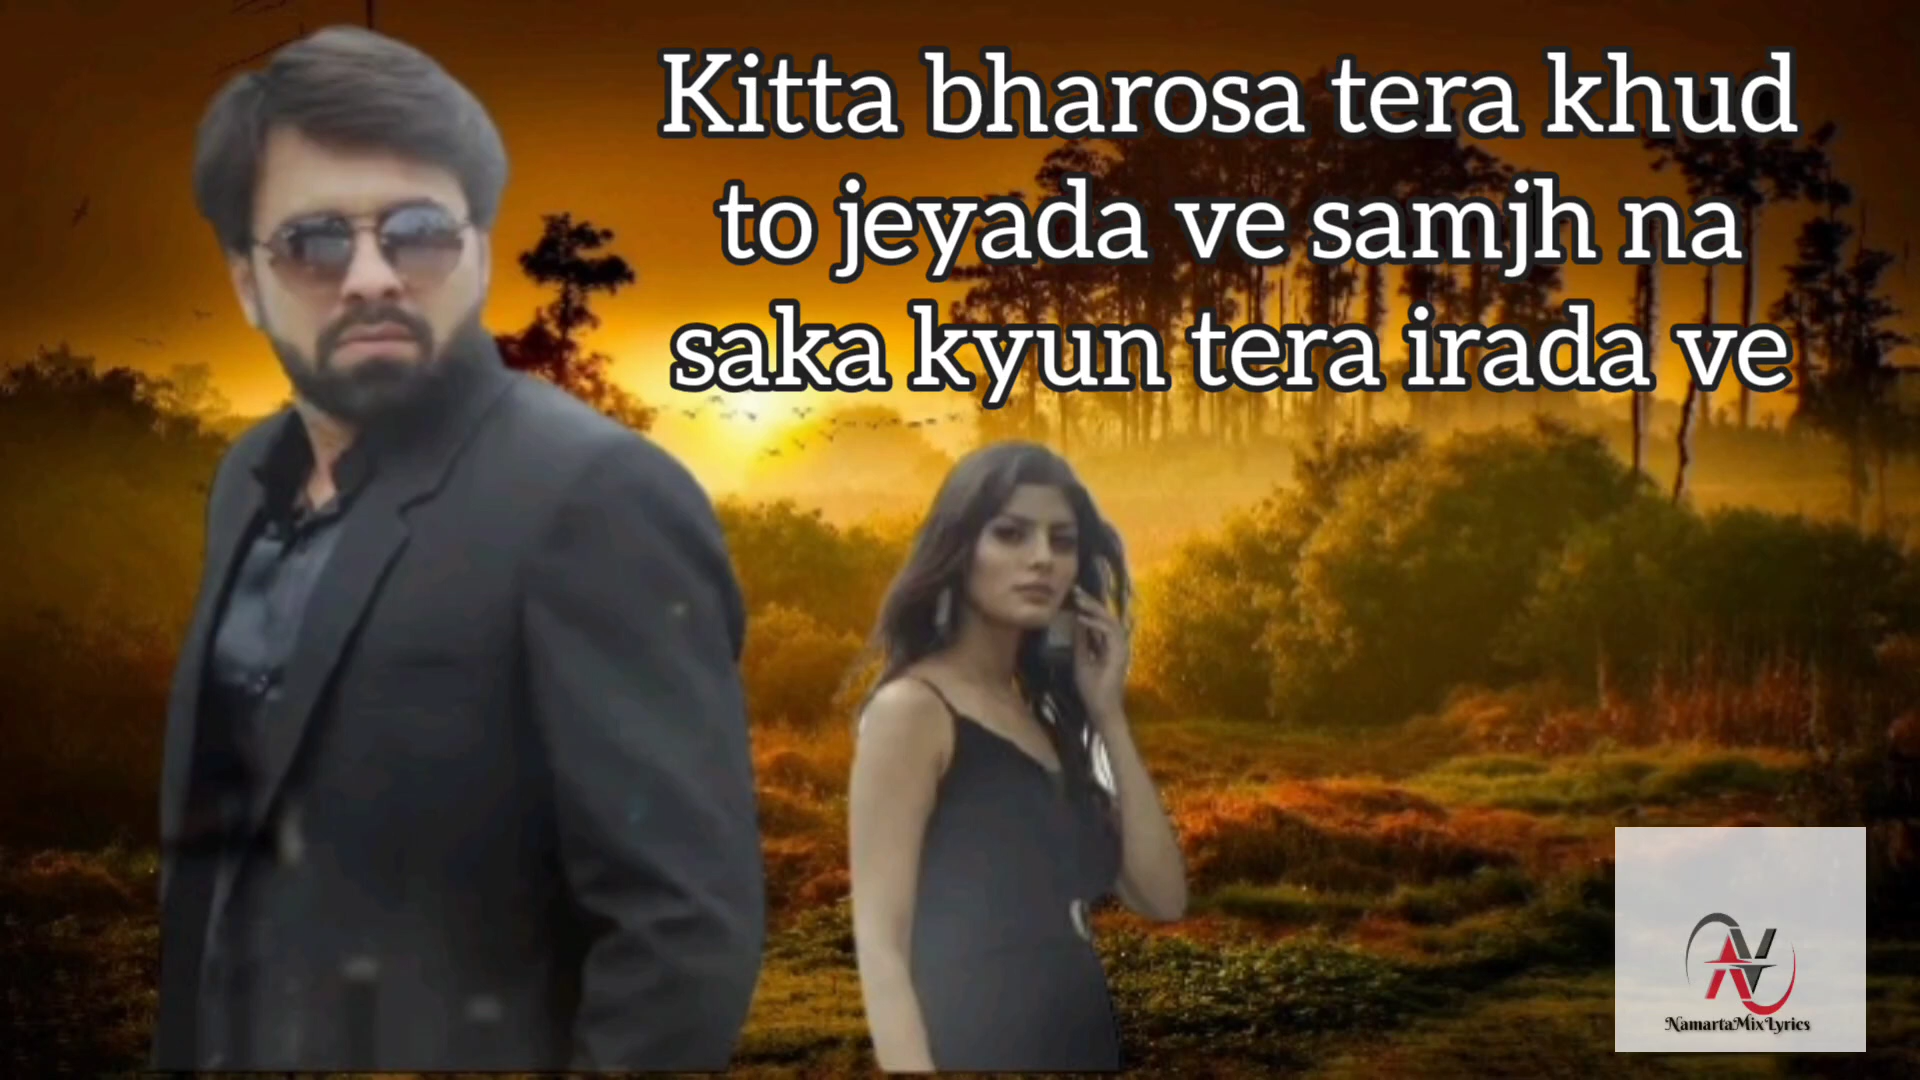 Kitta bharosa tera khud
to jeyada ve samjh na
saka kyun tera irada ve
NamartaMixLyrics